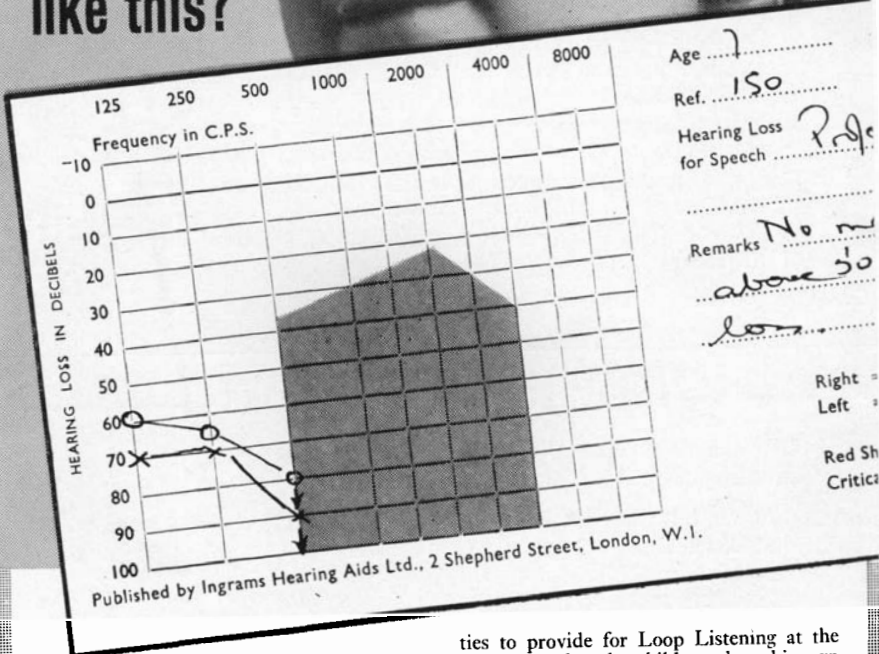 like this?
125 250 500 1000 2000 4000 8000
Frequency in C.P.S.
HEARING LOSS IN DECIBELS
-10
0
10
20
30
40
50
60
70
80
90
100
Published by Ingrams Hearing Aids Ltd., 2 Shepherd Street, London, W.I.
Age 7
Ref. 150
Hearing Loss
for Speech
Remarks No
above 50
loss.
Right =
Left
Red Sh
Critica
ties to provide for Loop Listening at the